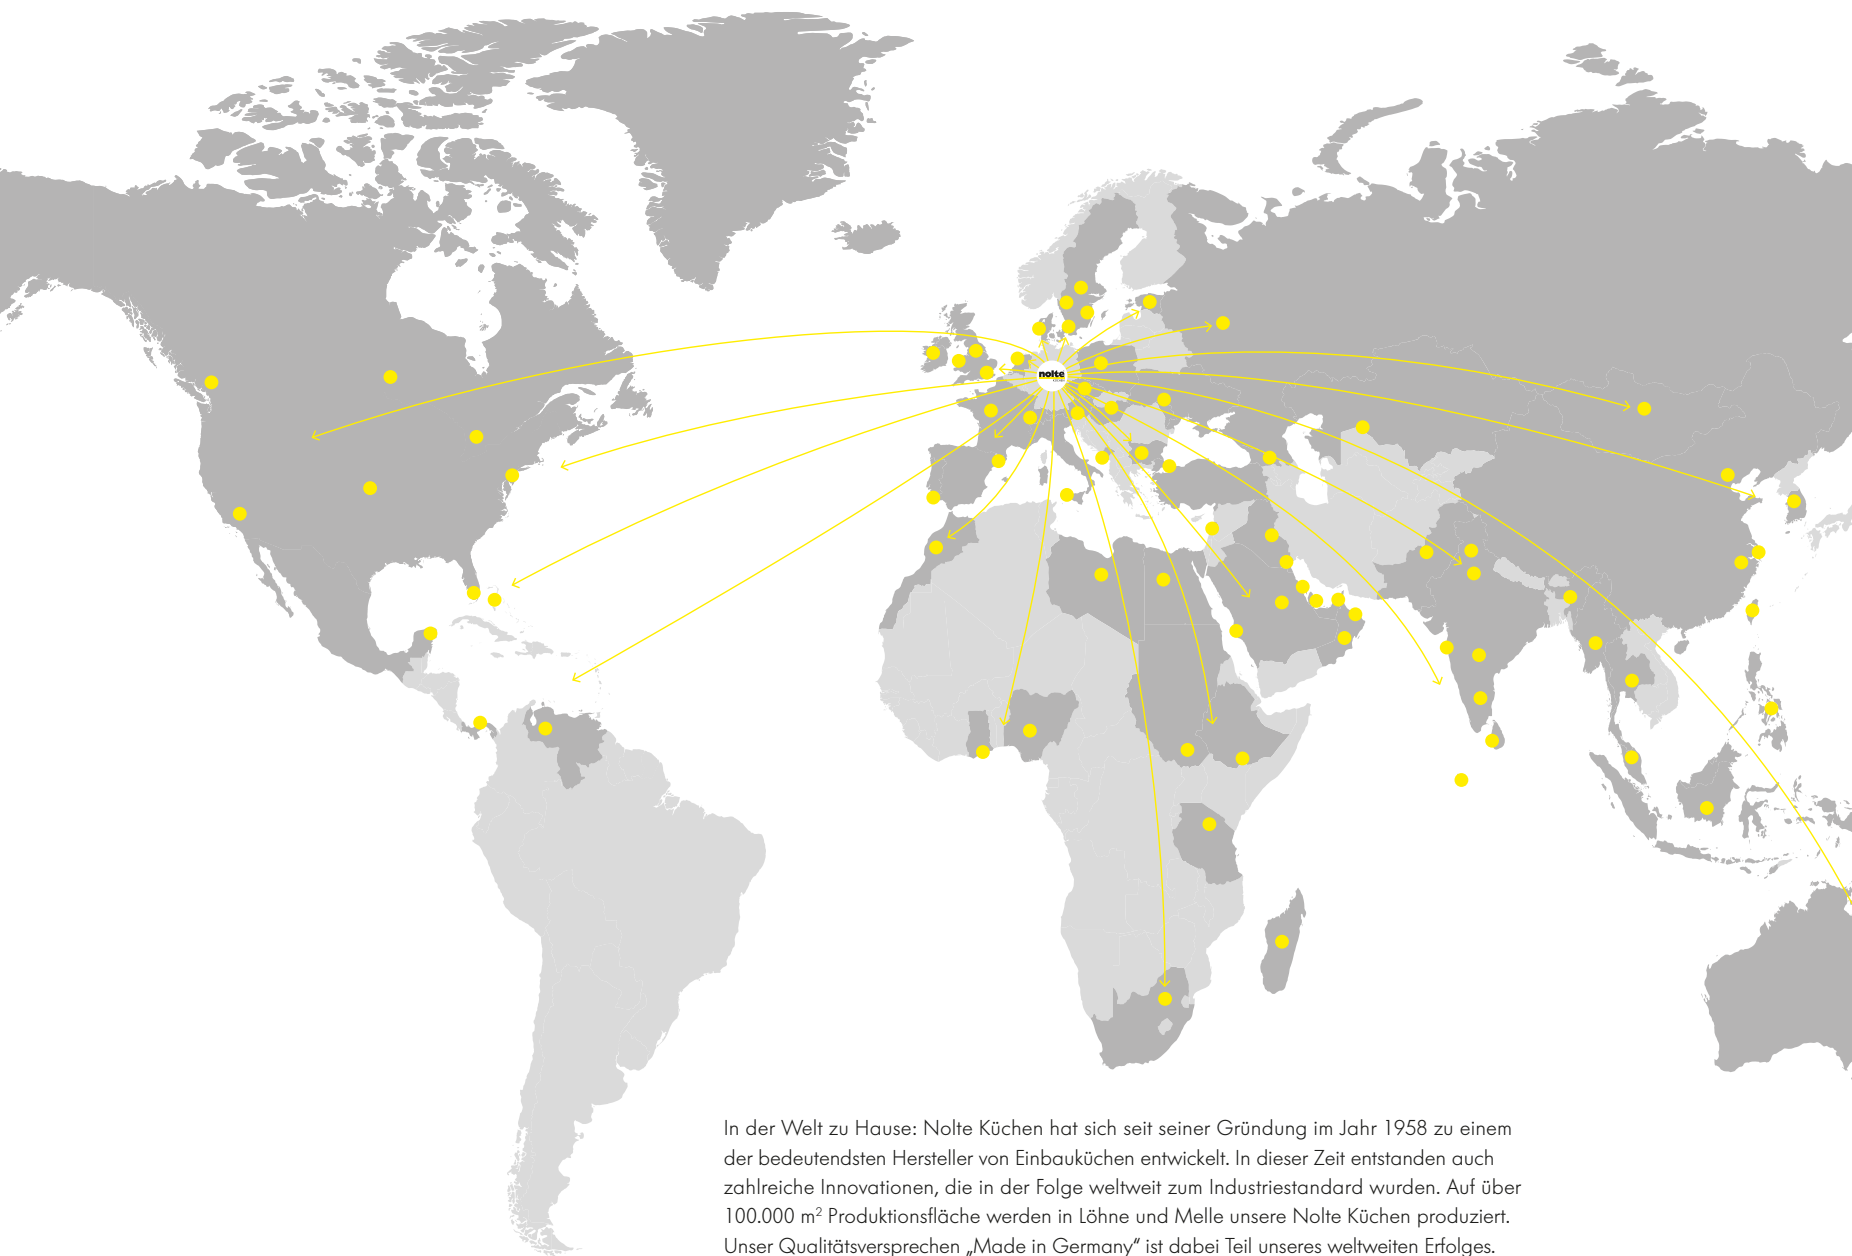 nolte
In der Welt zu Hause: Nolte Küchen hat sich seit seiner Gründung im Jahr 1958 zu einem
der bedeutendsten Hersteller von Einbauküchen entwickelt. In dieser Zeit entstanden auch
zahlreiche Innovationen, die in der Folge weltweit zum Industriestandard wurden. Auf über
100.000 m² Produktionsfläche werden in Löhne und Melle unsere Nolte Küchen produziert.
Unser Qualitätsversprechen „Made in Germany“ ist dabei Teil unseres weltweiten Erfolges.